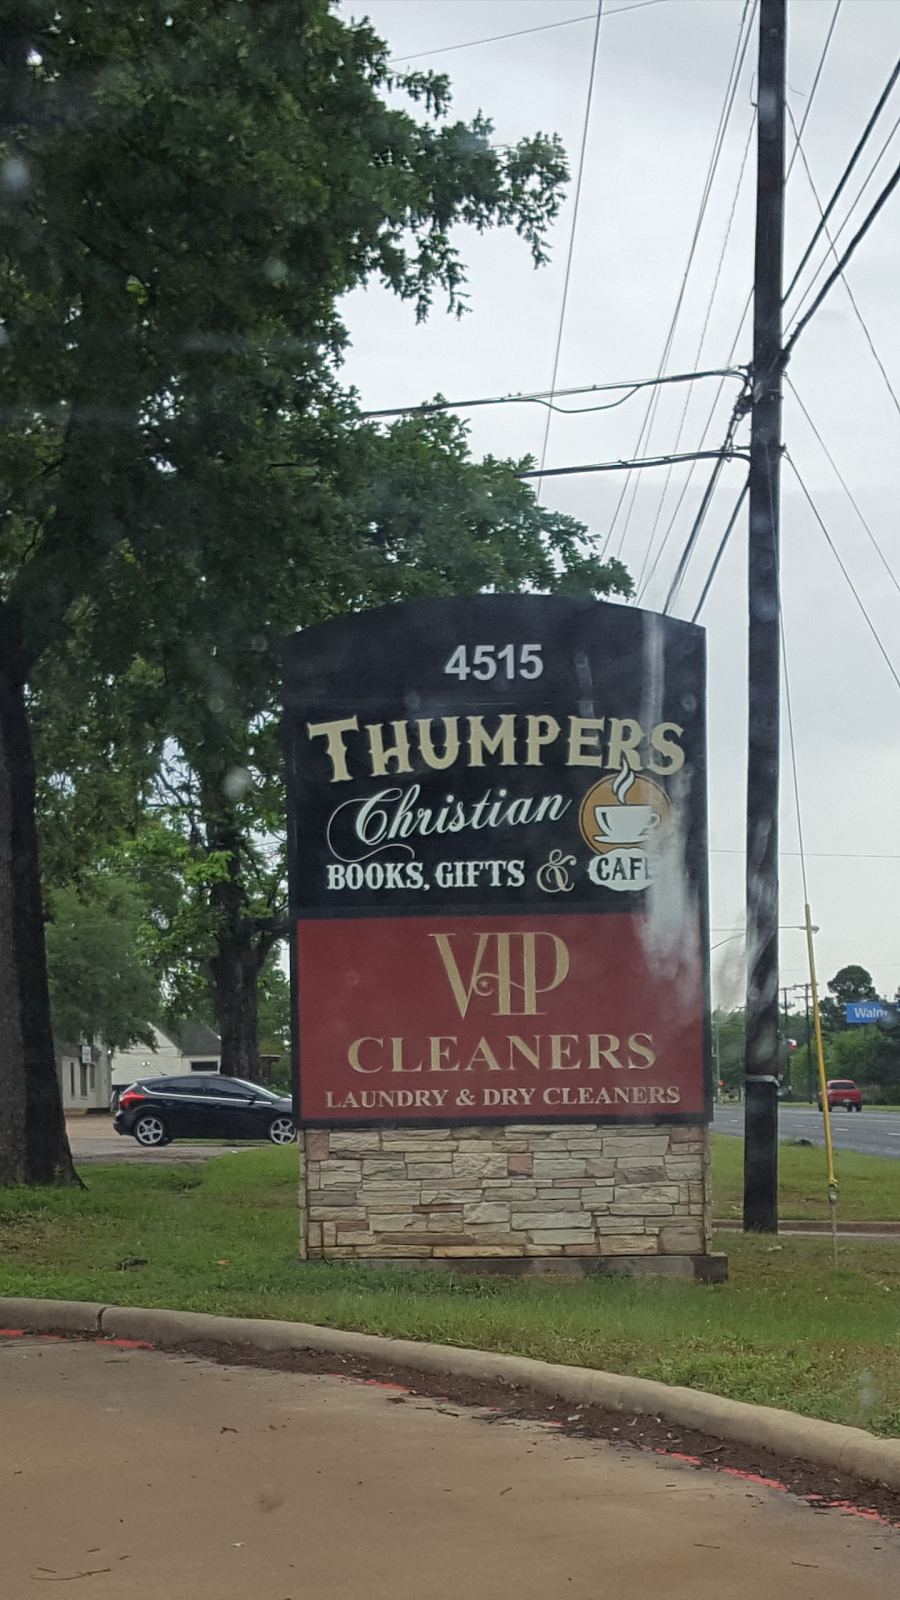 4515
THUMPERS
Christian
BOOKS, GIFTS & CAFE
VIP
CLEANERS
LAUNDRY & DRY CLEANERS